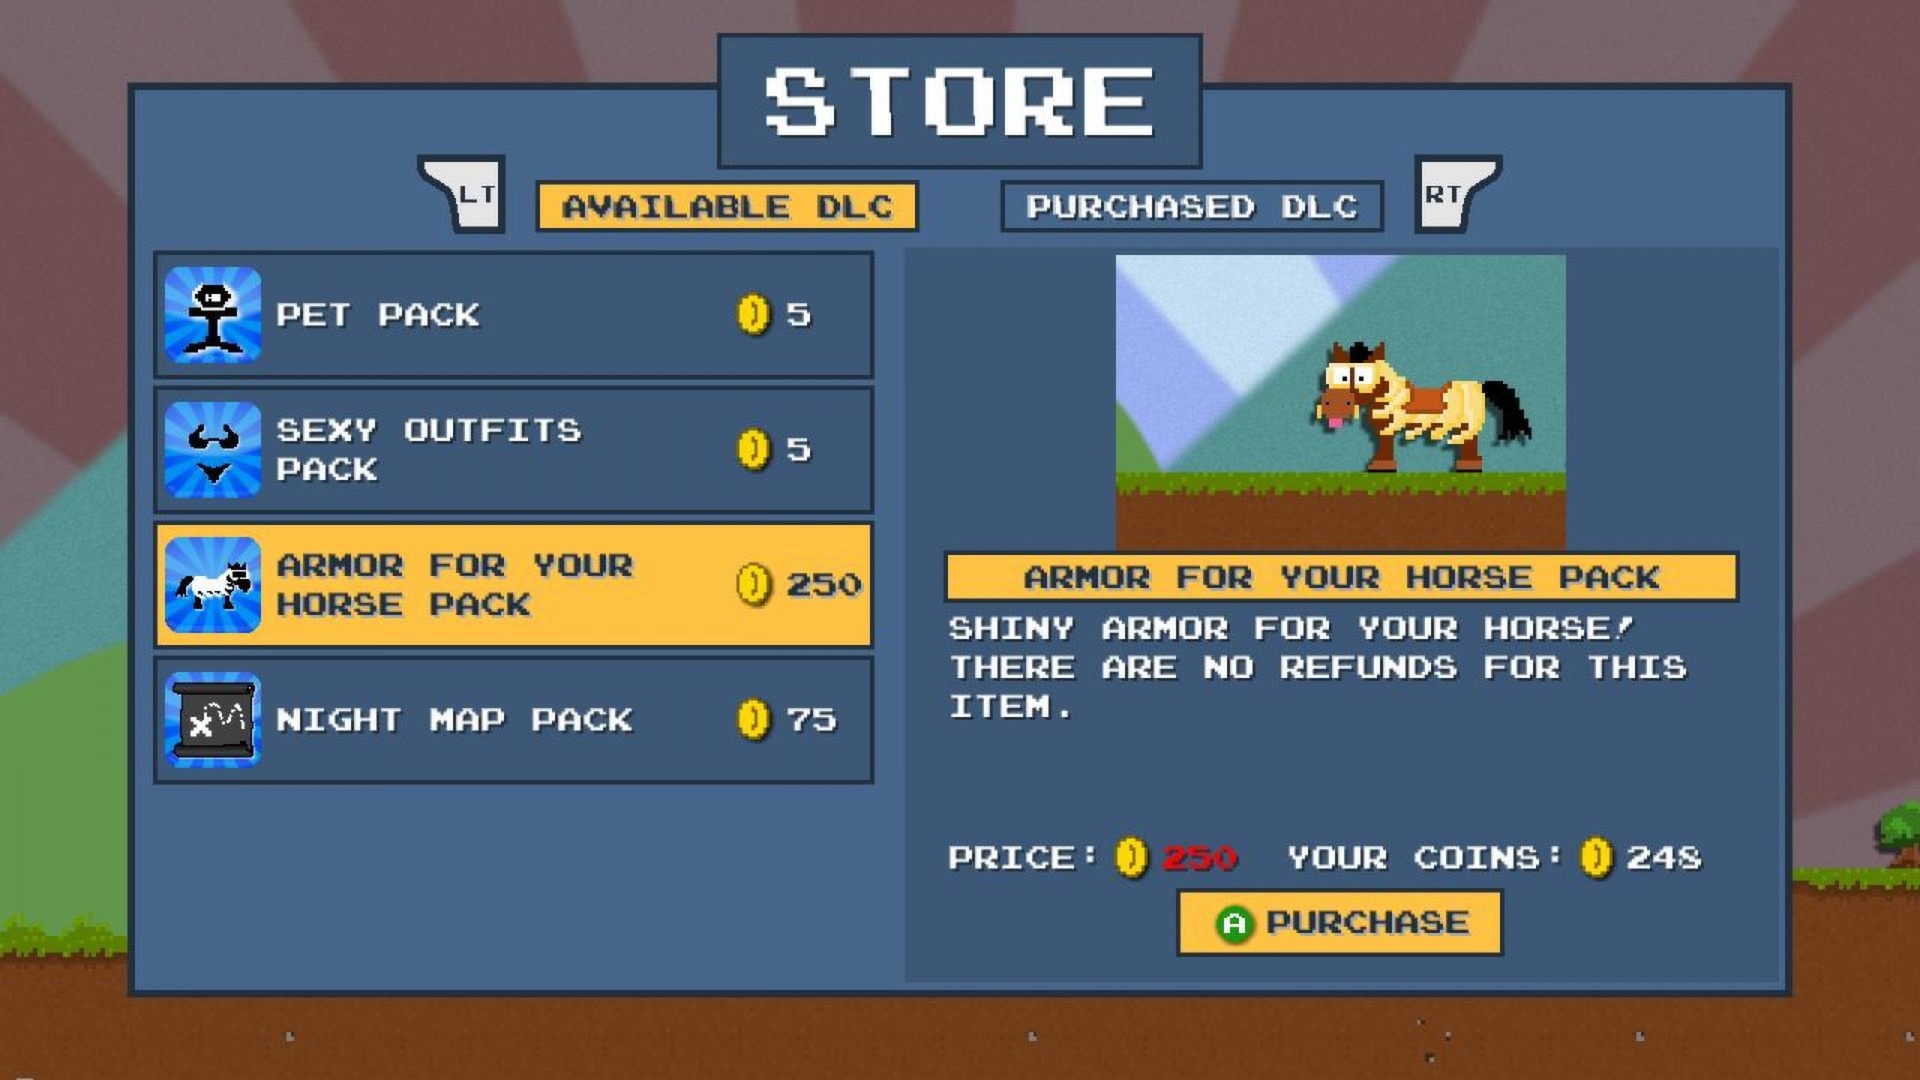 STORE
LT
AVAILABLE DLC
PURCHASED DLC
RT
PET PACK
5
SEXY OUTFITS
PACK
5
ARMOR FOR YOUR
HORSE PACK
250
NIGHT MAP PACK
75
ARMOR FOR YOUR HORSE PACK
SHINY ARMOR FOR YOUR HORSE!
THERE ARE NO REFUNDS FOR THIS
ITEM.
PRICE: 250 YOUR COINS: 248
A PURCHASE